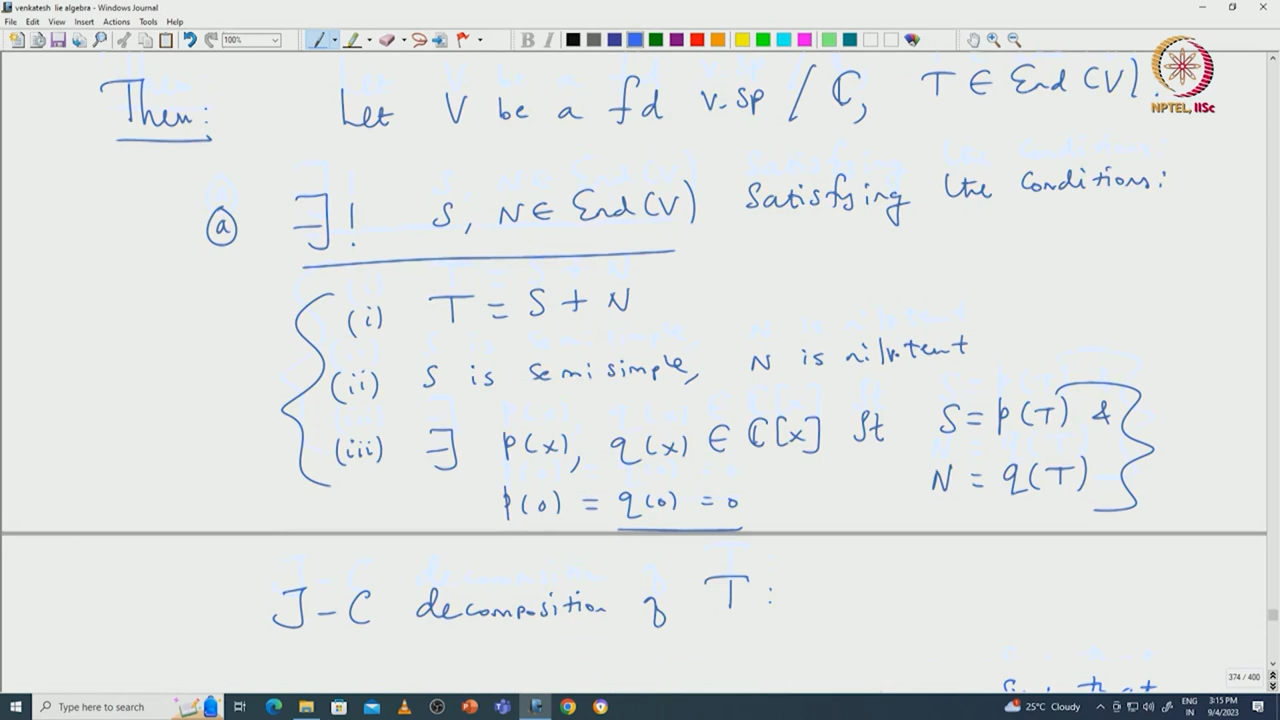 venkatesh lie algebra - Windows Journal
File Edit View Insert Actions Tools Help
100%
NPTEL, IISc
Then: Let V be a fd v.sp / ℂ, T ∈ End(V).
(a) ∃! S, N ∈ End(V) satisfying the conditions:
(i) T = S + N
(ii) S is semisimple, N is nilpotent
(iii) ∃ p(x), q(x) ∈ ℂ[x] st S = p(T) &
N = q(T)
p(0) = q(0) = 0
J-C decomposition of T:
374 / 400
Type here to search
25°C Cloudy
ENG
IN
3:15 PM
9/4/2023